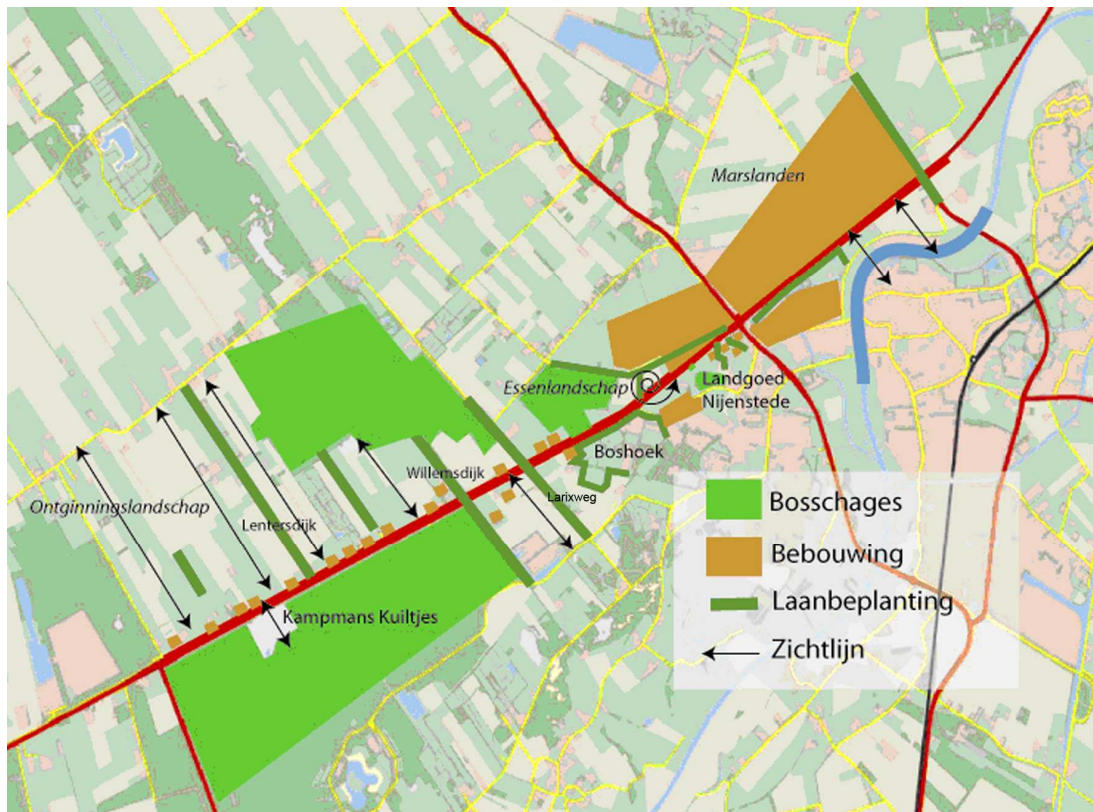 Marslanden
Essenlandschap
Landgoed
Nijenstede
Boshoek
Willemsdijk
Larixweg
Ontginningslandschap
Lentersdijk
Kampmans Kuiltjes
Bosschages
Bebouwing
Laanbeplanting
Zichtlijn